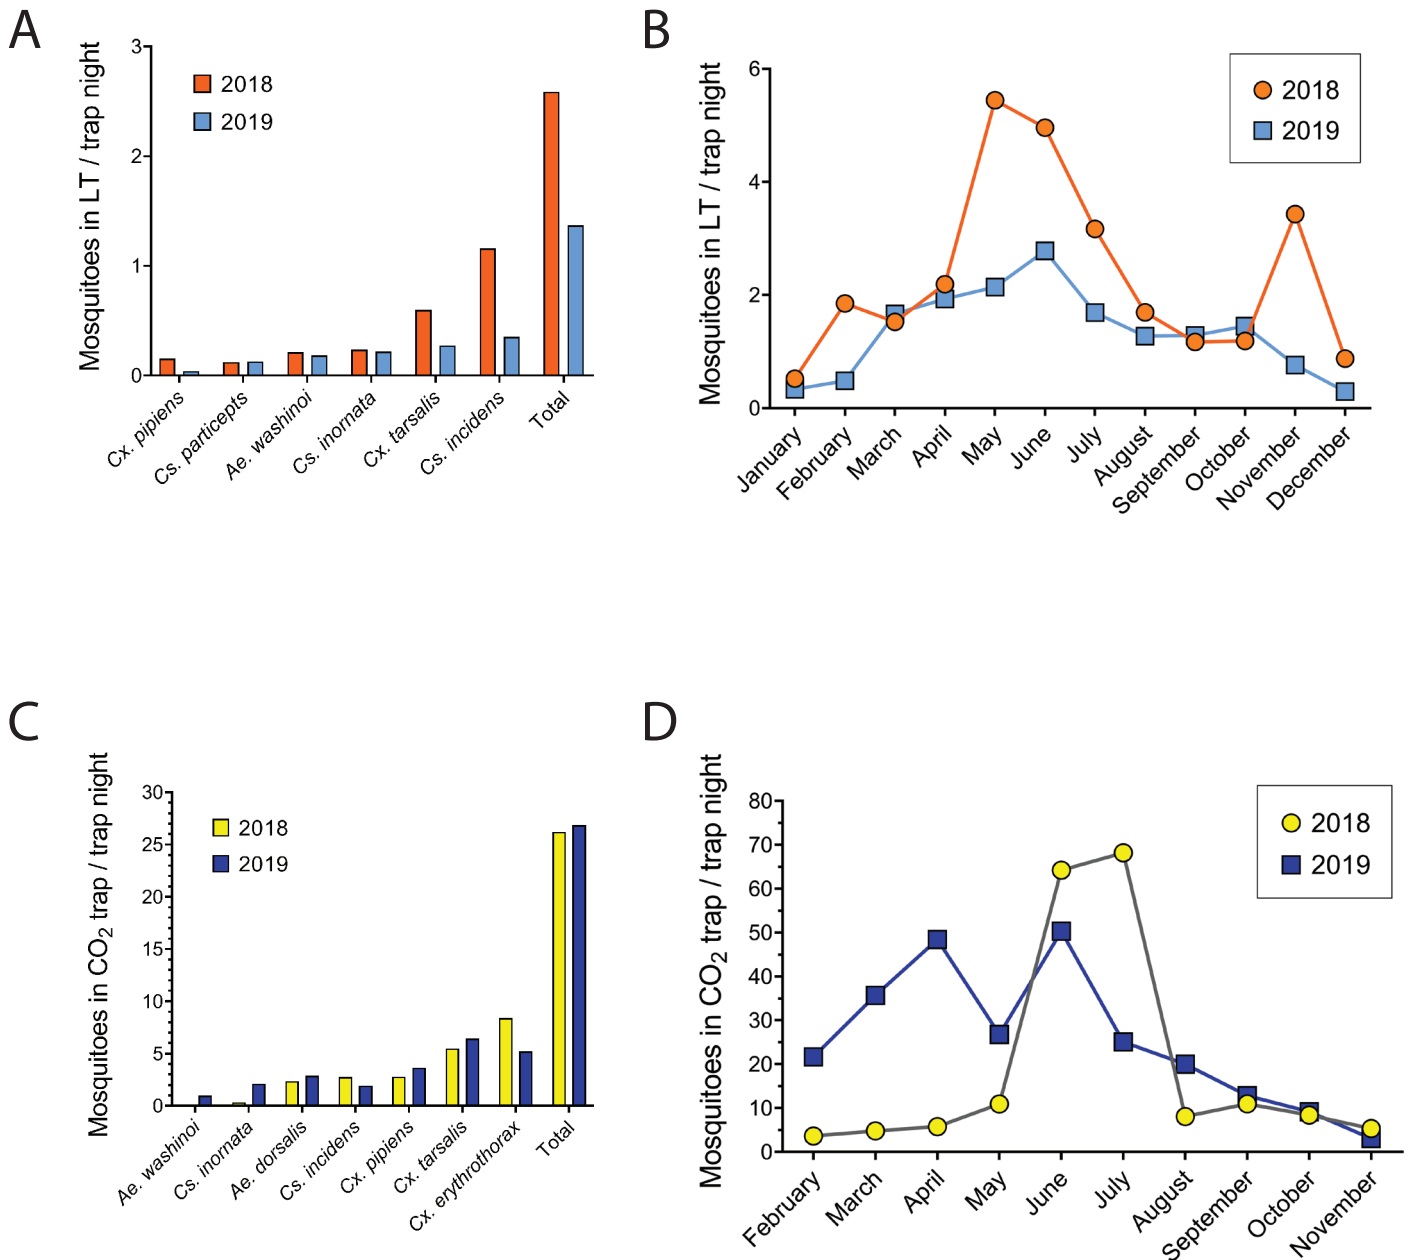 A
Mosquitoes in LT / trap night
3
2
1
0
2018
2019
Cx. pipiens
Cs. particepts
Ae. washinoi
Cs. inornata
Cx. tarsalis
Cs. incidens
Total
B
Mosquitoes in LT / trap night
6
4
2
0
2018
2019
January
February
March
April
May
June
July
August
September
October
November
December
C
Mosquitoes in CO2 trap / trap night
30
25
20
15
10
5
0
2018
2019
Ae. washinoi
Cs. inornata
Ae. dorsalis
Cs. incidens
Cx. pipiens
Cx. tarsalis
Cx. erythrothorax
Total
D
Mosquitoes in CO2 trap / trap night
80
70
60
50
40
30
20
10
0
2018
2019
February
March
April
May
June
July
August
September
October
November